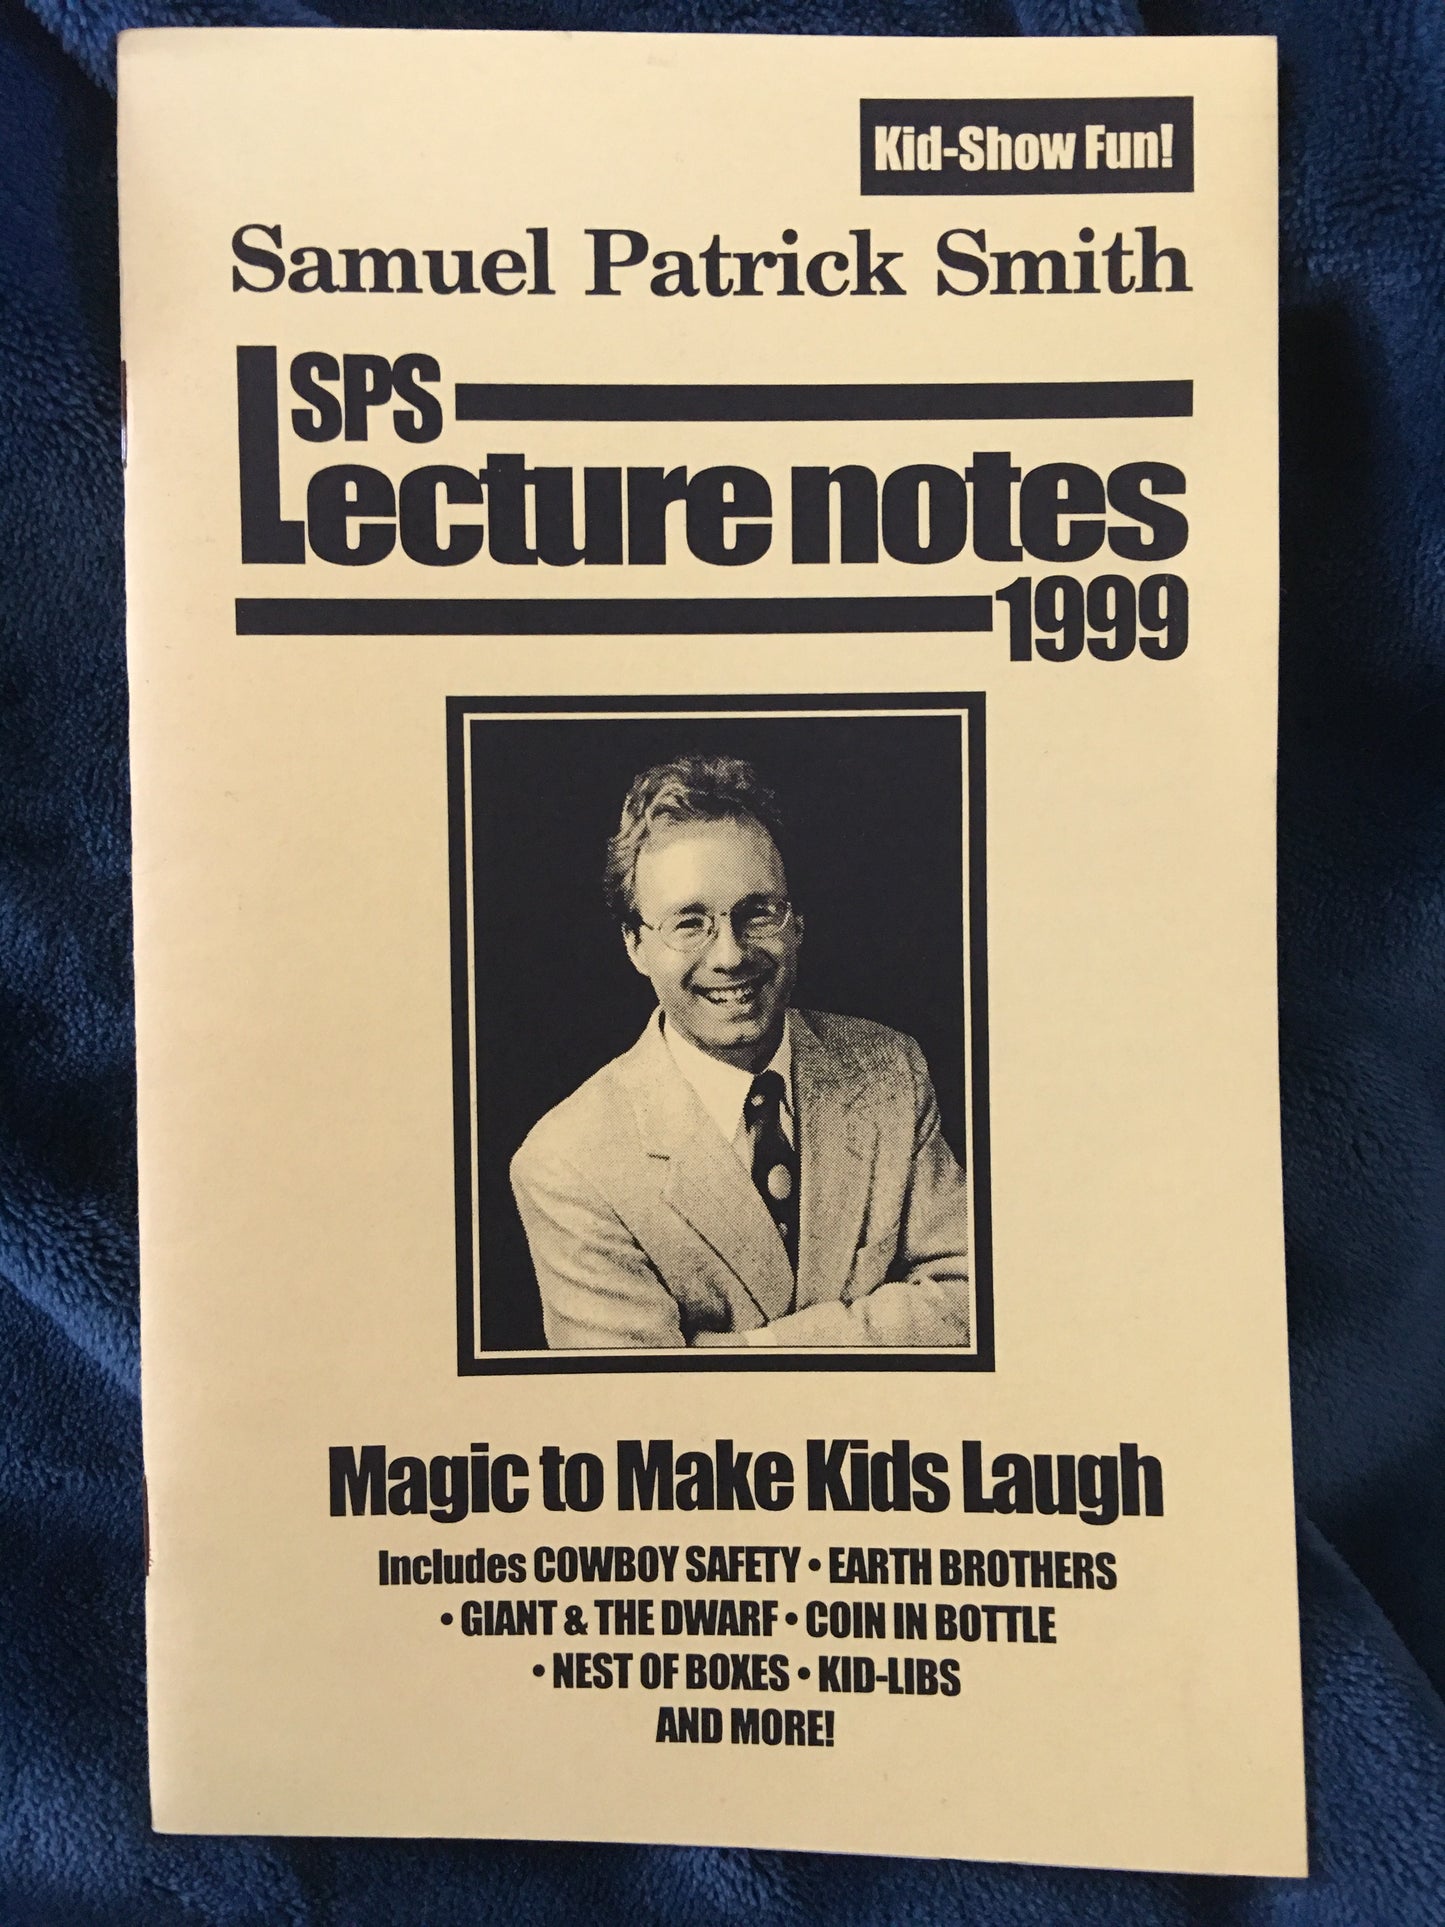 Kid-Show Fun!
Samuel Patrick Smith
SPS
Lecture notes
1999
Magic to Make Kids Laugh
Includes COWBOY SAFETY • EARTH BROTHERS
• GIANT & THE DWARF • COIN IN BOTTLE
• NEST OF BOXES • KID-LIBS
AND MORE!